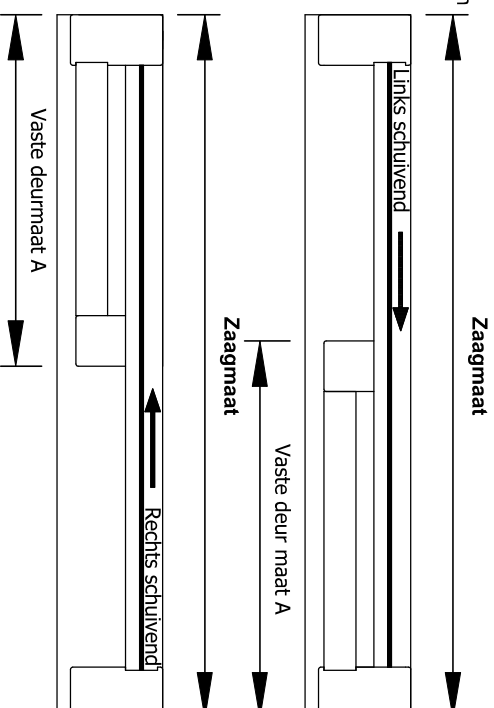 Links schuivend
Zaagmaat
Vaste deur maat A
Zaagmaat
Rechts schuivend
Vaste deurmaat A